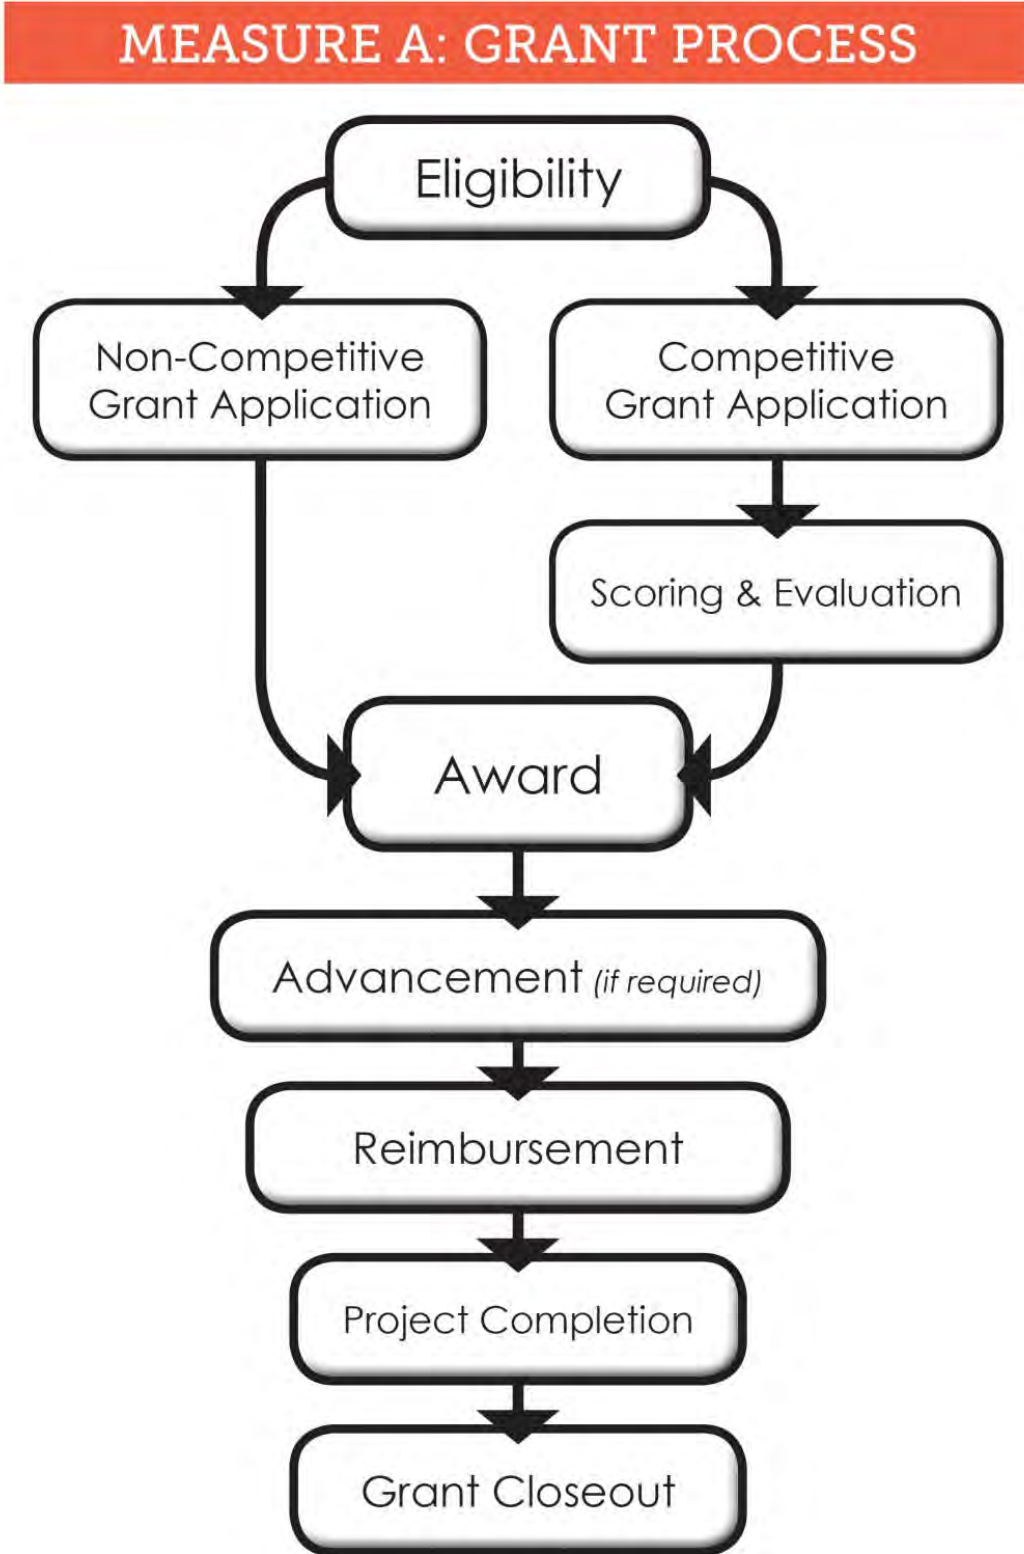 MEASURE A: GRANT PROCESS
Eligibility
Non-Competitive
Grant Application
Competitive
Grant Application
Scoring & Evaluation
Award
Advancement (if required)
Reimbursement
Project Completion
Grant Closeout